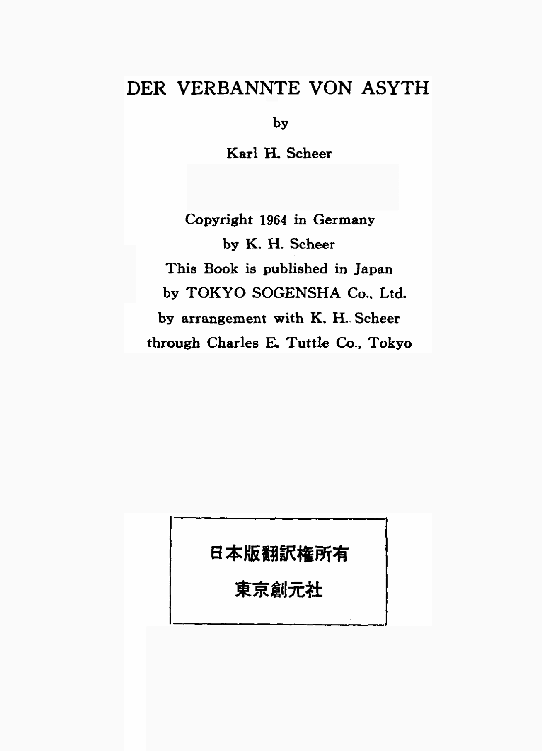 DER VERBANNTE VON ASYTH
by
Karl H. Scheer
Copyright 1964 in Germany
by K. H. Scheer
This Book is published in Japan
by TOKYO SOGENSHA Co., Ltd.
by arrangement with K. H. Scheer
through Charles E. Tuttle Co., Tokyo
日本版翻訳権所有
東京創元社